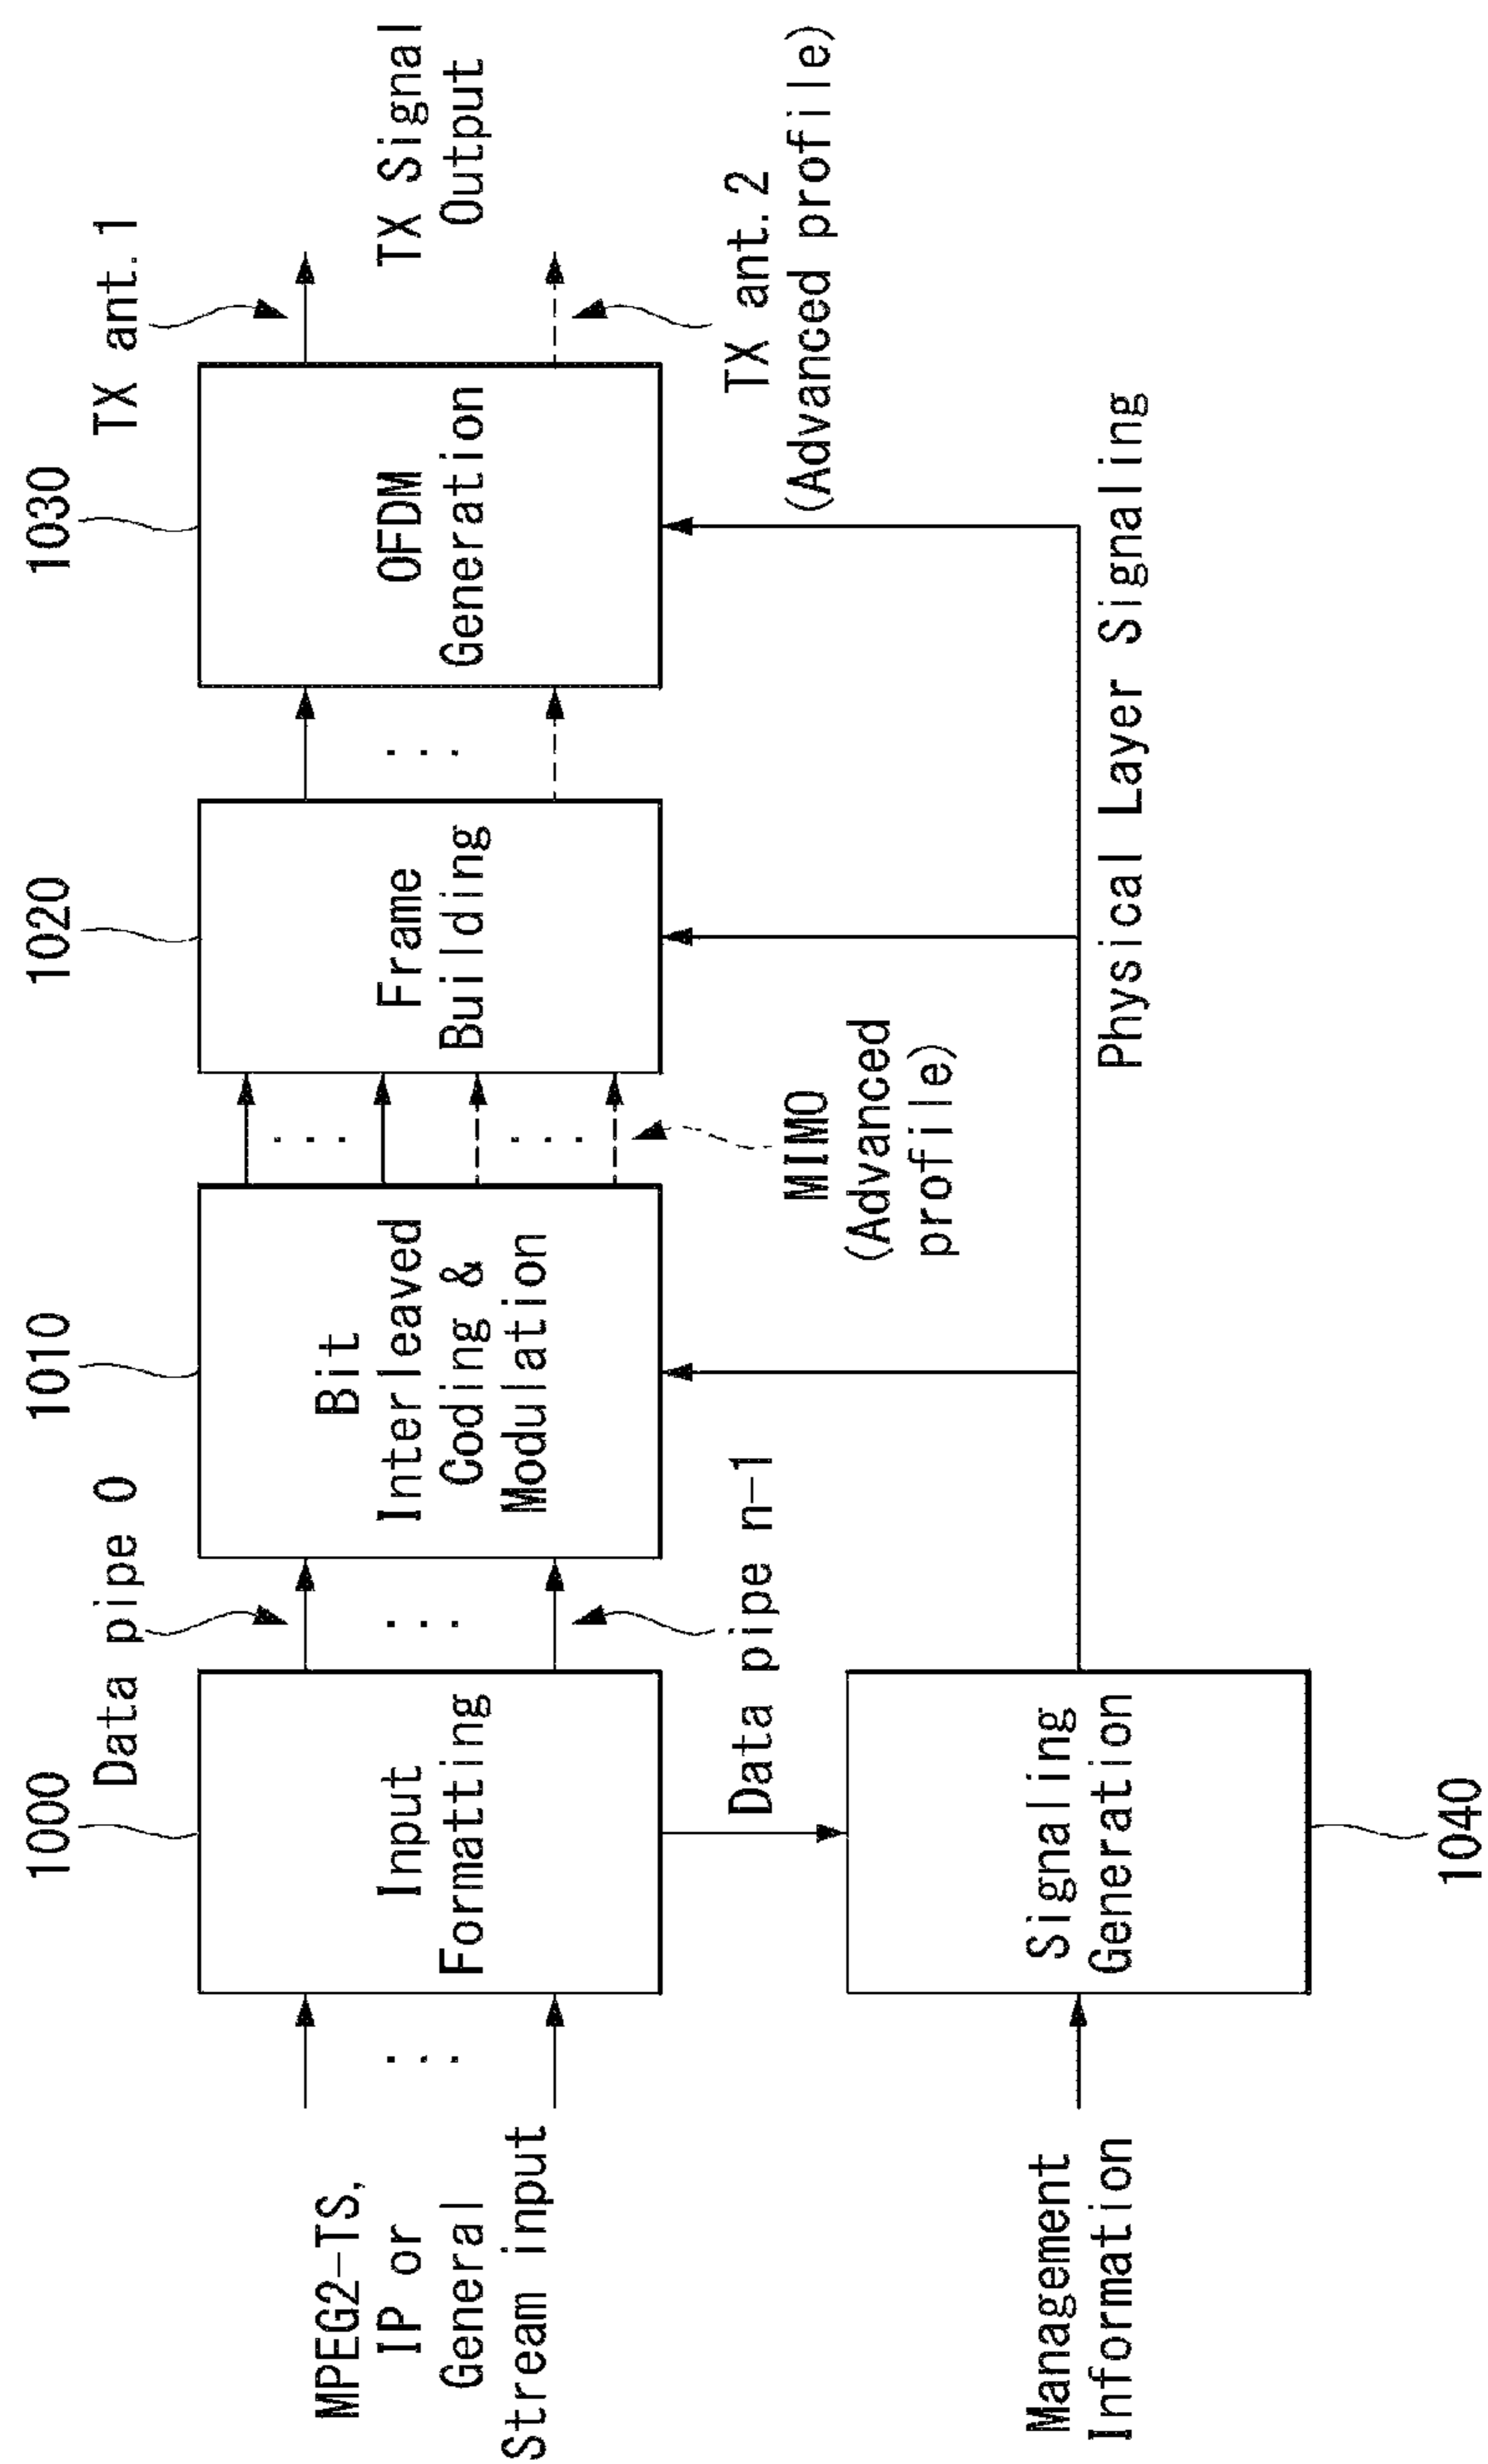 1000
1010
1020
1030
Data pipe 0
TX ant.1
MPEG2-TS,
IP or
General
Stream input
Input
Formatting
Bit
Interleaved
Coding &
Modulation
Frame
Building
OFDM
Generation
TX Signal
Output
Data pipe n-1
MIMO
(Advanced
profile)
TX ant.2
(Advanced profile)
Management
Information
Signaling
Generation
Physical Layer Signaling
1040